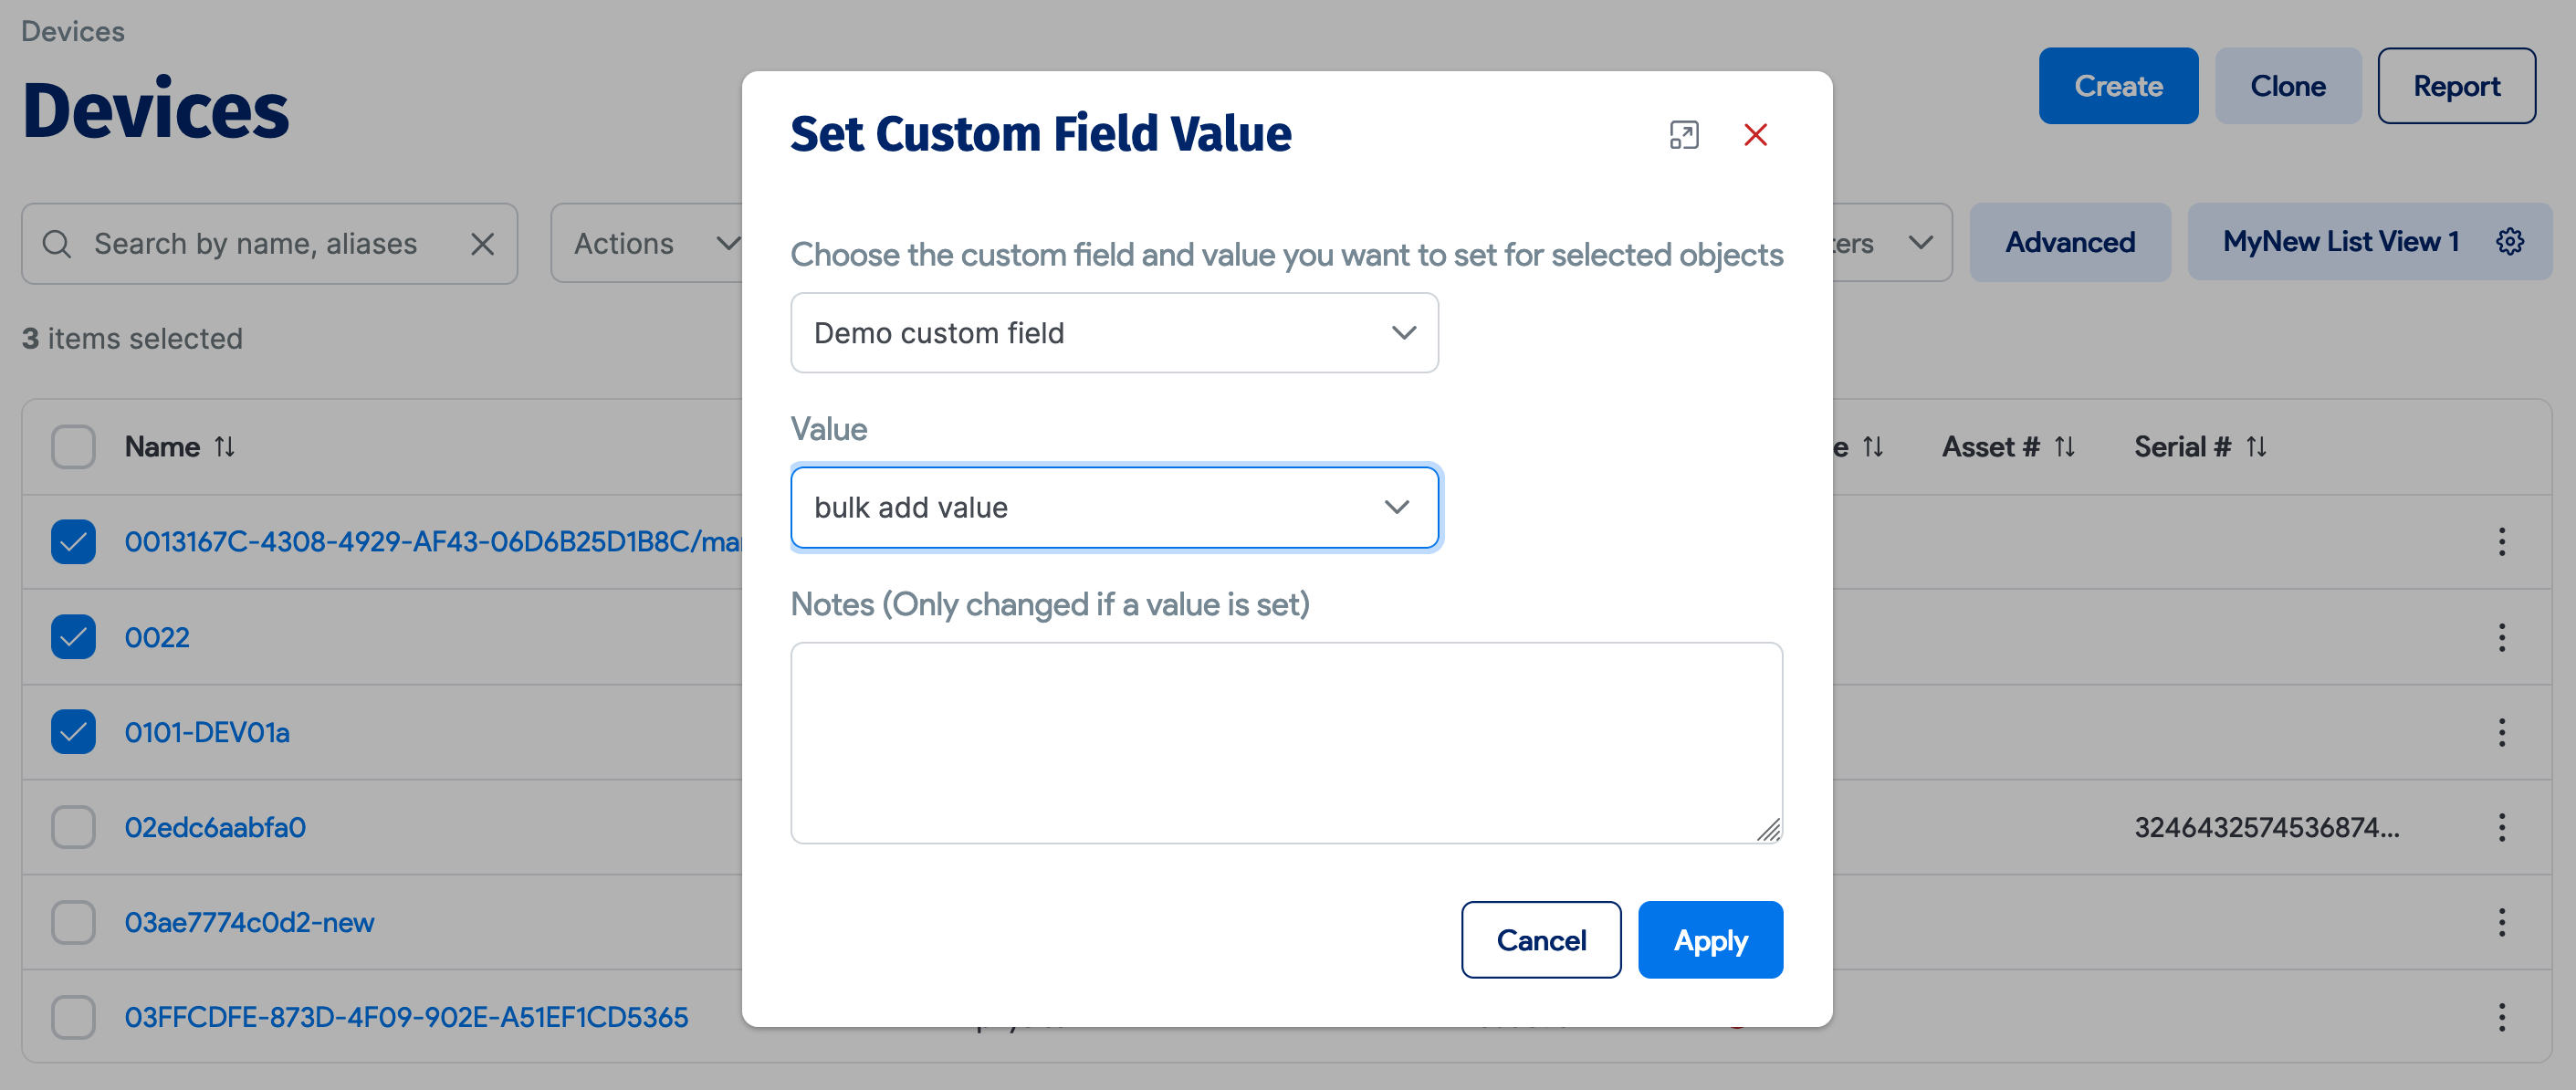 Devices
Devices
Create
Clone
Report
Search by name, aliases
Actions
Advanced
MyNew List View 1
3 items selected
Name
Asset #
Serial #
0013167C-4308-4929-AF43-06D6B25D1B8C/ma
0022
0101-DEV01a
02edc6aabfa0
3246432574536874...
03ae7774c0d2-new
03FFCDFE-873D-4F09-902E-A51EF1CD5365
Set Custom Field Value
Choose the custom field and value you want to set for selected objects
Demo custom field
Value
bulk add value
Notes (Only changed if a value is set)
Cancel
Apply